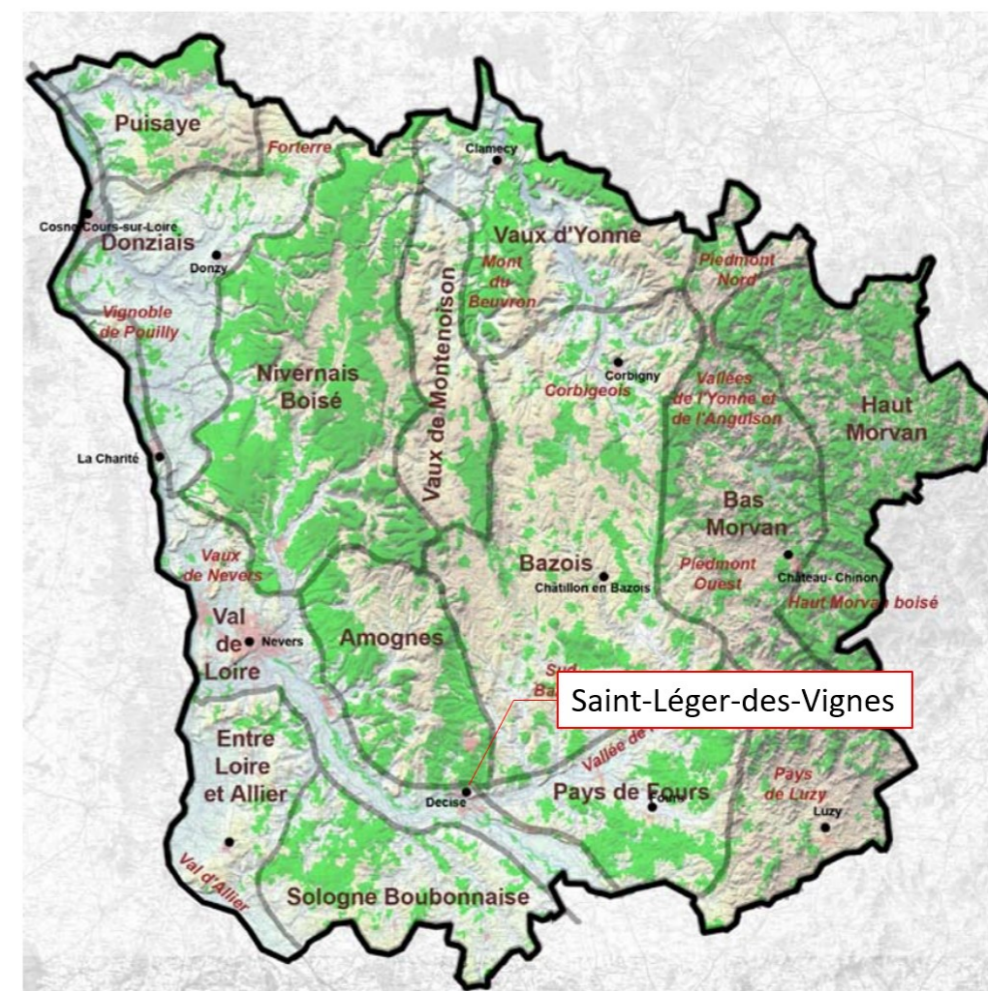 Puisaye
Forterre
Clamecy
Cosne Cours-sur-Loire
Donziais
Donzy
Vaux d'Yonne
Mont
du
Beuvron
Piedmont
Nord
Vignoble
de Pouilly
Nivernais
Boisé
Vaux de Montenoison
Corbigny
Corbigeois
Vallées
de l'Yonne et
de l'Anguison
Haut
Morvan
La Charité
Bas
Morvan
Vaux
de Nevers
Bazois
Châtillon en Bazois
Piedmont
Ouest
Château- Chinon
Haut Morvan boisé
Val
de
Loire
Nevers
Amognes
Sud
Saint-Léger-des-Vignes
Entre
Loire
et Allier
Vallée de
Decise
Pays de Fours
Pays
de Luzy
Luzy
Val d'Allier
Sologne Boubonnaise